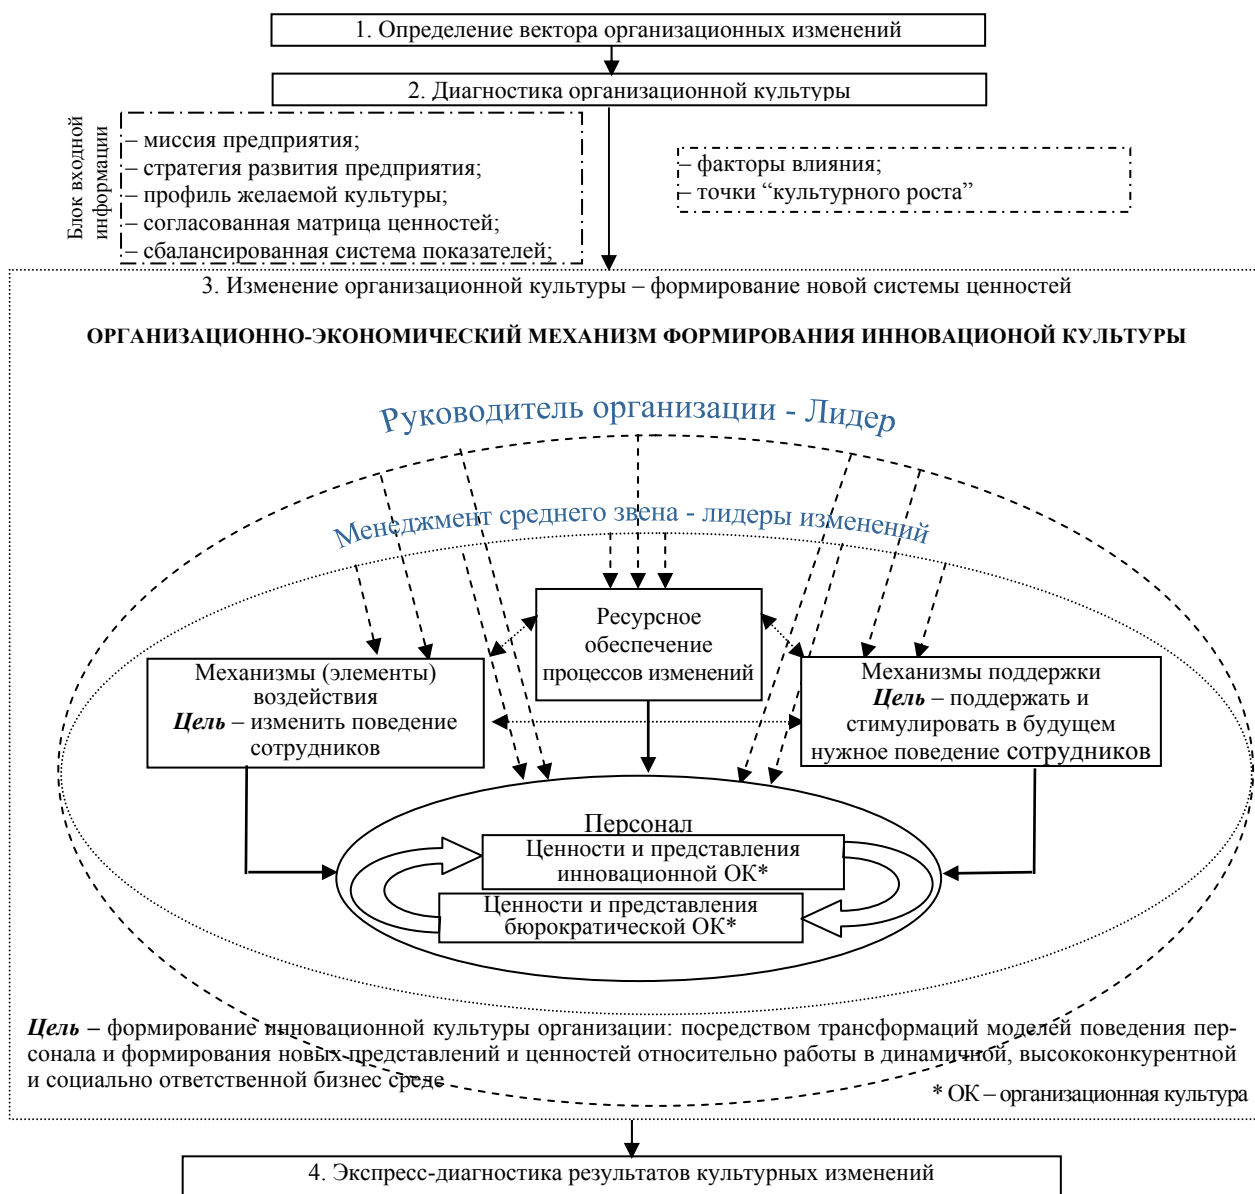 1. Определение вектора организационных изменений
2. Диагностика организационной культуры
Блок входной
информации
– миссия предприятия;
– стратегия развития предприятия;
– профиль желаемой культуры;
– согласованная матрица ценностей;
– сбалансированная система показателей;
– факторы влияния;
– точки “культурного роста”
3. Изменение организационной культуры – формирование новой системы ценностей
ОРГАНИЗАЦИОННО-ЭКОНОМИЧЕСКИЙ МЕХАНИЗМ ФОРМИРОВАНИЯ ИННОВАЦИОНОЙ КУЛЬТУРЫ
Руководитель организации - Лидер
Менеджмент среднего звена - лидеры изменений
Ресурсное
обеспечение
процессов изменений
Механизмы (элементы)
воздействия
Цель – изменить поведение
сотрудников
Механизмы поддержки
Цель – поддержать и
стимулировать в будущем
нужное поведение сотрудников
Персонал
Ценности и представления
инновационной ОК*
Ценности и представления
бюрократической ОК*
Цель – формирование инновационной культуры организации: посредством трансформаций моделей поведения пер-
сонала и формирования новых представлений и ценностей относительно работы в динамичной, высококонкурентной
и социально ответственной бизнес среде
* ОК – организационная культура
4. Экспресс-диагностика результатов культурных изменений